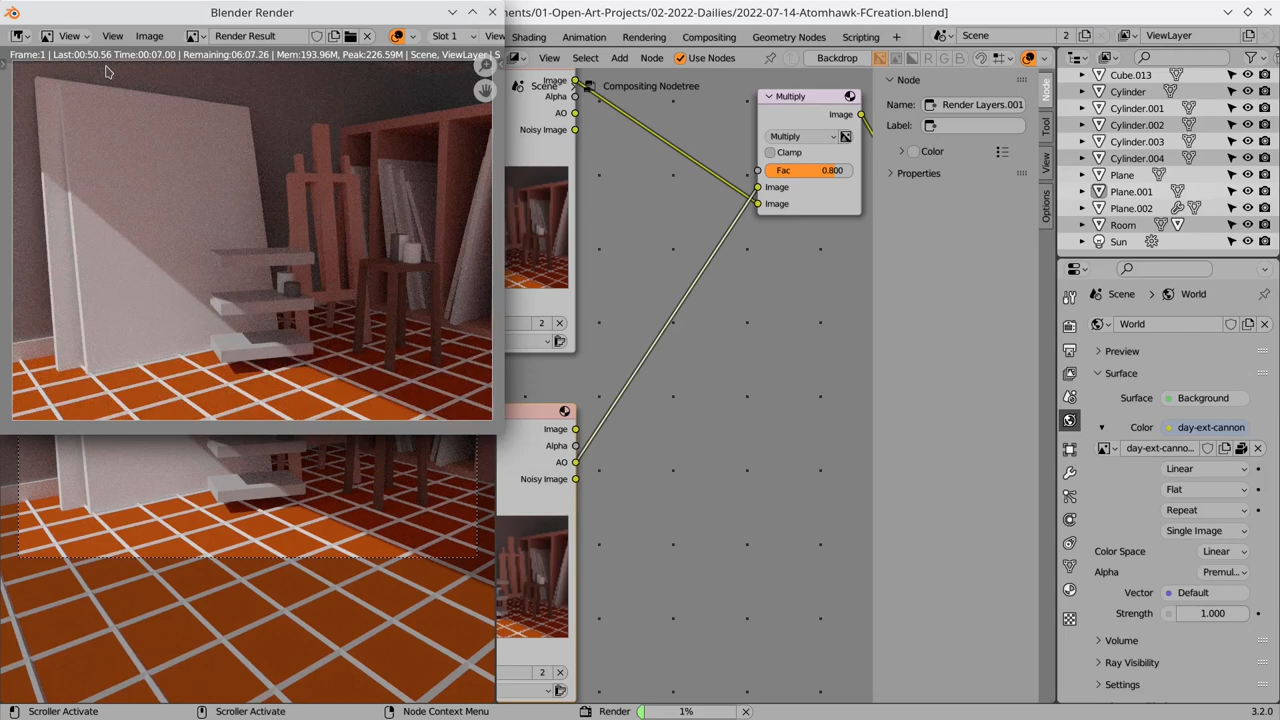 Blender Render
ments/01-Open-Art-Projects/02-2022-Dailies/2022-07-14-Atomhawk-FCreation.blend]
View
View
Image
Render Result
Slot 1
Shading
Animation
Rendering
Compositing
Geometry Nodes
Scripting
Scene
2
ViewLayer
Frame:1 | Last:00:50.56 Time:00:07.00 | Remaining:06:07.26 | Mem:193.96M, Peak:226.59M | Scene, ViewLayer | S
View
Select
Add
Node
Use Nodes
Backdrop
R G B
Scene
Compositing Nodetree
Image
Alpha
AO
Noisy Image
2
Multiply
Image
Multiply
Clamp
Fac 0.800
Image
Image
Image
Alpha
AO
Noisy Image
2
Node
Name: Render Layers.001
Label:
Color
Properties
Node
Tool
View
Options
Cube.013
Cylinder
Cylinder.001
Cylinder.002
Cylinder.003
Cylinder.004
Plane
Plane.001
Plane.002
Room
Sun
Scene
World
World
Preview
Surface
Surface Background
Color day-ext-cannon
day-ext-canno...
Linear
Flat
Repeat
Single Image
Color Space Linear
Alpha Premul..
Vector Default
Strength 1.000
Volume
Ray Visibility
Settings
Scroller Activate
Scroller Activate
Node Context Menu
Render
1%
3.2.0